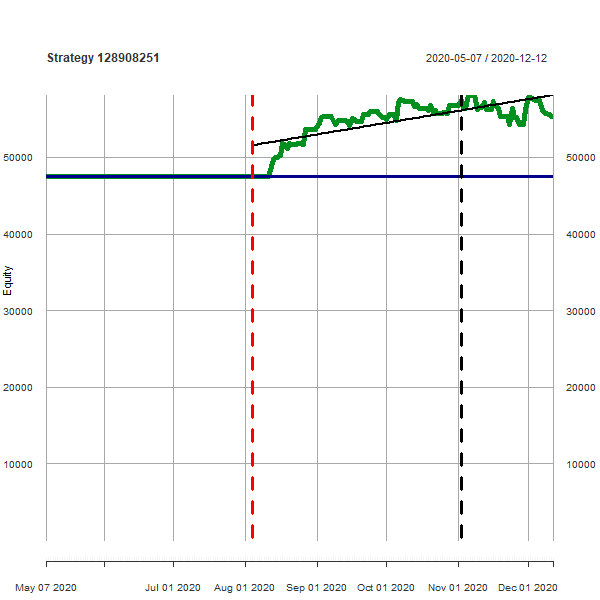 Strategy 128908251
2020-05-07 / 2020-12-12
Equity
50000
50000
40000
40000
30000
30000
20000
20000
10000
10000
May 07 2020
Jul 01 2020
Aug 01 2020
Sep 01 2020
Oct 01 2020
Nov 01 2020
Dec 01 2020